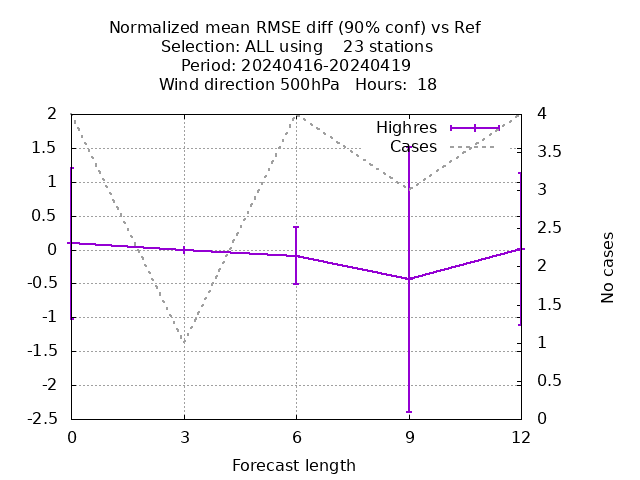 Normalized mean RMSE diff (90% conf) vs Ref
Selection: ALL using    23 stations
Period: 20240416-20240419
Wind direction 500hPa   Hours:  18
Highres
Cases
2
1.5
1
0.5
0
-0.5
-1
-1.5
-2
-2.5
4
3.5
3
2.5
2
1.5
1
0.5
0
No cases
0 3 6 9 12
Forecast length